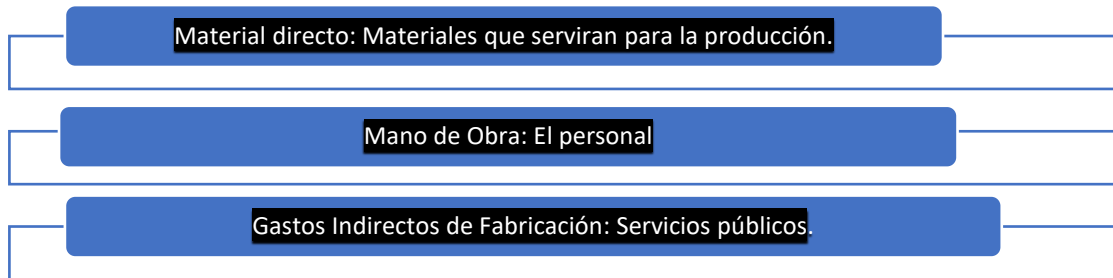 Material directo: Materiales que serviran para la producción.
Mano de Obra: El personal
Gastos Indirectos de Fabricación: Servicios públicos.